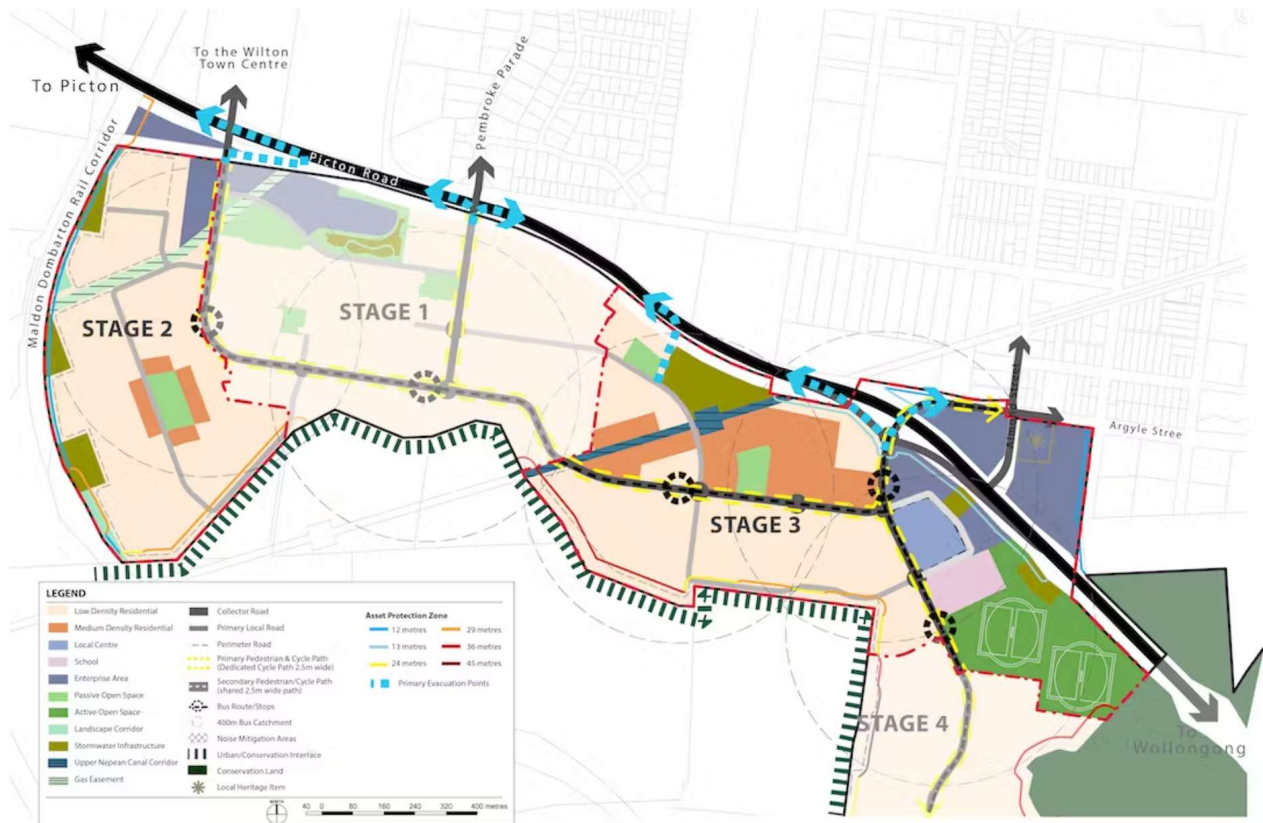 To the Wilton
Town Centre
Pembroke Parade
To Picton
Picton Road
Maldon Dombarton Rail Corridor
STAGE 1
STAGE 2
Argyle Stree
STAGE 3
STAGE 4
To
Wollongong
LEGEND
Low Density Residential
Medium Density Residential
Local Centre
School
Enterprise Area
Passive Open Space
Active Open Space
Landscape Corridor
Stormwater Infrastructure
Upper Nepean Canal Corridor
Gas Easement
Collector Road
Primary Local Road
Perimeter Road
Primary Pedestrian & Cycle Path
(Dedicated Cycle Path 2.5m wide)
Secondary Pedestrian/Cycle Path
(shared 2.5m wide path)
Bus Route/Stops
400m Bus Catchment
Noise Mitigation Areas
Urban/Conservation Interface
Conservation Land
Local Heritage Item
Asset Protection Zone
12 metres
13 metres
24 metres
29 metres
36 metres
45 metres
Primary Evacuation Points
NORTH
40 0 80 160 240 320 400 metres